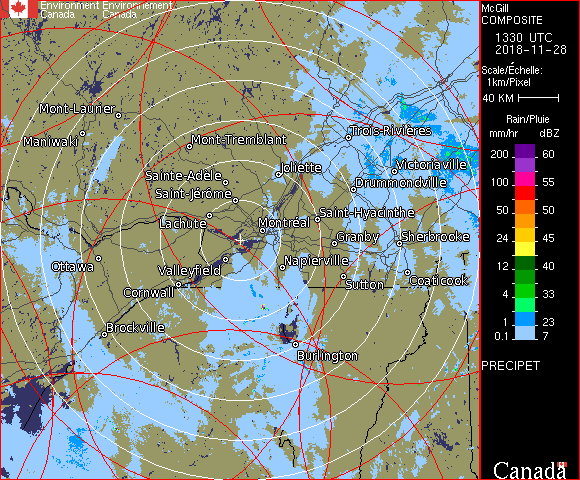 Environment Environnement
Canada Canada
McGill
COMPOSITE
1330 UTC
2018-11-28
Scale/Échelle:
1km/Pixel
40 KM
Rain/Pluie
mm/hr dBZ
200 60
100 55
50 50
24 45
12 40
4 33
1 23
0.1 7
PRECIPET
Canada
Mont-Laurier
Maniwaki
Mont-Tremblant
Trois-Rivières
Sainte-Adèle
Joliette
Victoriaville
Drummondville
Saint-Jérôme
Lachute
Montréal
Saint-Hyacinthe
Granby
Sherbrooke
Ottawa
Valleyfield
Napierville
Sutton
Coaticook
Cornwall
Brockville
Burlington